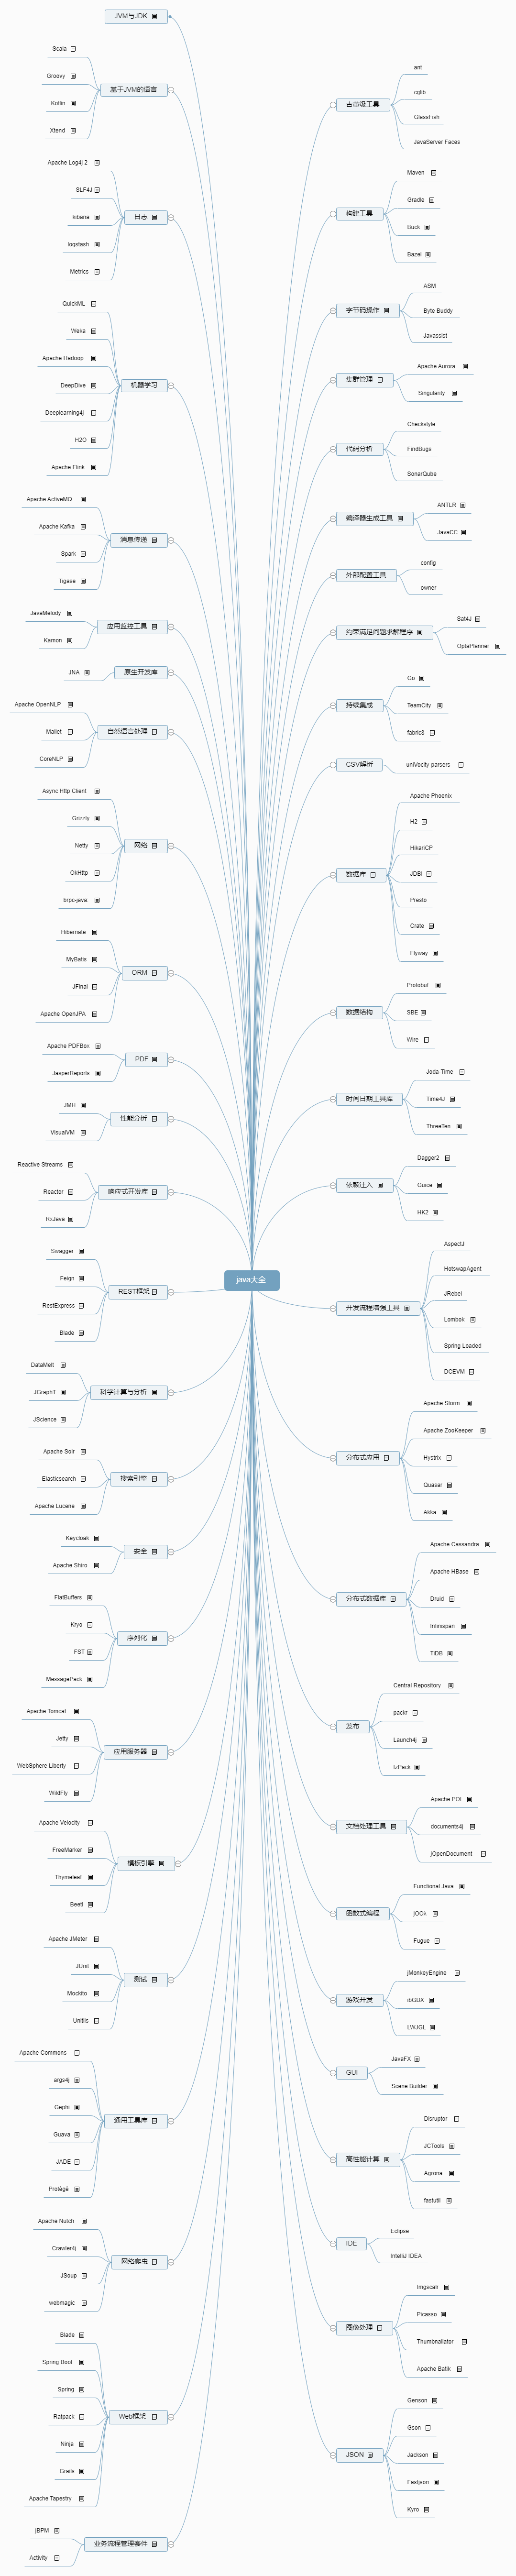 java大全
JVM与JDK
基于JVM的语言
Scala
Groovy
Kotlin
Xtend
日志
Apache Log4j 2
SLF4J
kibana
logstash
Metrics
机器学习
QuickML
Weka
Apache Hadoop
DeepDive
Deeplearning4j
H2O
Apache Flink
消息传递
Apache ActiveMQ
Apache Kafka
Spark
Tigase
应用监控工具
JavaMelody
Kamon
原生开发库
JNA
自然语言处理
Apache OpenNLP
Mallet
CoreNLP
网络
Async Http Client
Grizzly
Netty
OkHttp
brpc-java
ORM
Hibernate
MyBatis
JFinal
Apache OpenJPA
PDF
Apache PDFBox
JasperReports
性能分析
JMH
VisualVM
响应式开发库
Reactive Streams
Reactor
RxJava
REST框架
Swagger
Feign
RestExpress
Blade
科学计算与分析
DataMelt
JGraphT
JScience
搜索引擎
Apache Solr
Elasticsearch
Apache Lucene
安全
Keycloak
Apache Shiro
序列化
FlatBuffers
Kryo
FST
MessagePack
应用服务器
Apache Tomcat
Jetty
WebSphere Liberty
WildFly
模板引擎
Apache Velocity
FreeMarker
Thymeleaf
Beetl
测试
Apache JMeter
JUnit
Mockito
Unitils
通用工具库
Apache Commons
args4j
Gephi
Guava
JADE
Protégé
网络爬虫
Apache Nutch
Crawler4j
JSoup
webmagic
Web框架
Blade
Spring Boot
Spring
Ratpack
Ninja
Grails
Apache Tapestry
业务流程管理套件
jBPM
Activity
古董级工具
ant
cglib
GlassFish
JavaServer Faces
构建工具
Maven
Gradle
Buck
Bazel
字节码操作
ASM
Byte Buddy
Javassist
集群管理
Apache Aurora
Singularity
代码分析
Checkstyle
FindBugs
SonarQube
编译器生成工具
ANTLR
JavaCC
外部配置工具
config
owner
约束满足问题求解程序
Sat4J
OptaPlanner
持续集成
Go
TeamCity
fabric8
CSV解析
uniVocity-parsers
数据库
Apache Phoenix
H2
HikariCP
JDBI
Presto
Crate
Flyway
数据结构
Protobuf
SBE
Wire
时间日期工具库
Joda-Time
Time4J
ThreeTen
依赖注入
Dagger2
Guice
HK2
开发流程增强工具
AspectJ
HotswapAgent
JRebel
Lombok
Spring Loaded
DCEVM
分布式应用
Apache Storm
Apache ZooKeeper
Hystrix
Quasar
Akka
分布式数据库
Apache Cassandra
Apache HBase
Druid
Infinispan
TIDB
发布
Central Repository
packr
Launch4j
IzPack
文档处理工具
Apache POI
documents4j
jOpenDocument
函数式编程
Functional Java
jOOλ
Fugue
游戏开发
jMonkeyEngine
libGDX
LWJGL
GUI
JavaFX
Scene Builder
高性能计算
Disruptor
JCTools
Agrona
fastutil
IDE
Eclipse
IntelliJ IDEA
图像处理
Imgscalr
Picasso
Thumbnailator
Apache Batik
JSON
Genson
Gson
Jackson
Fastjson
Kyro